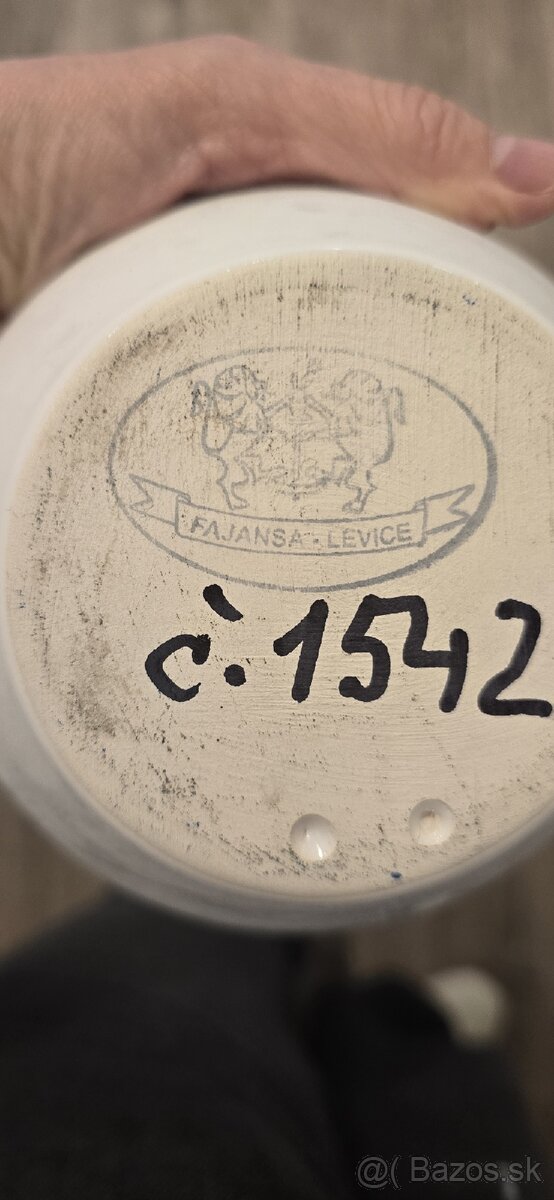 FAJANSA - LEVICE
č. 1542
@( Bazos.sk